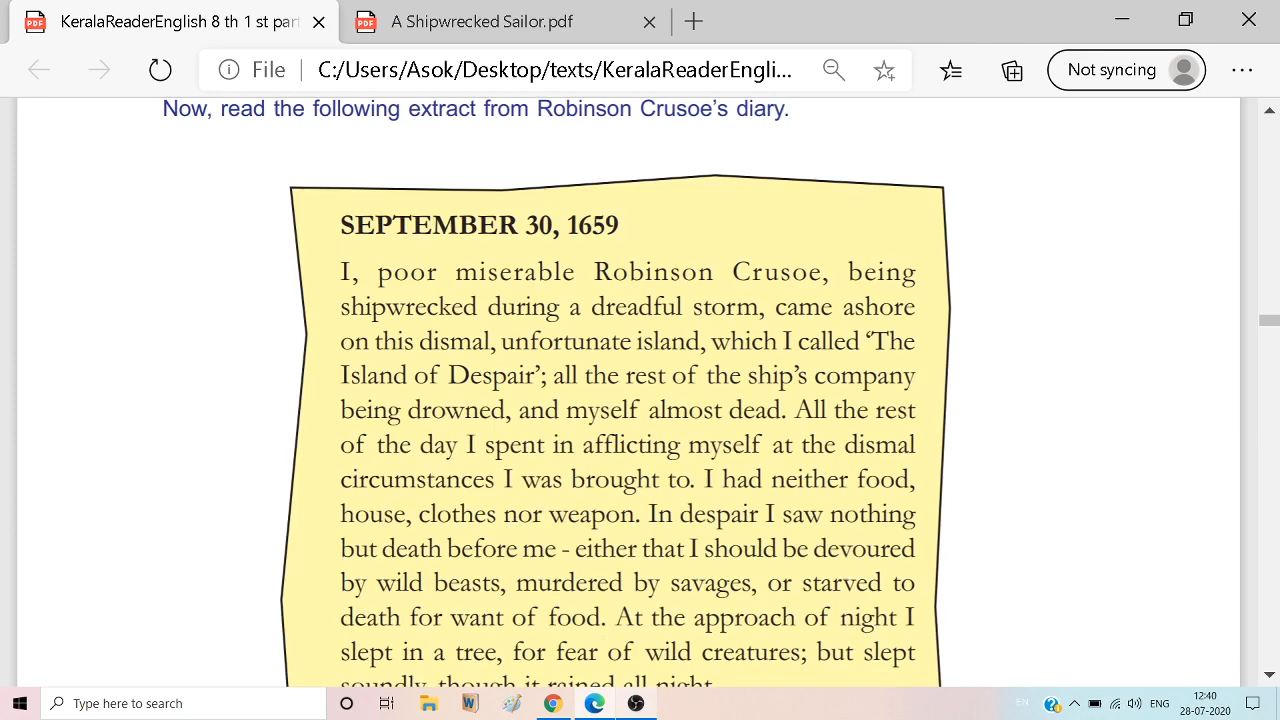 KeralaReaderEnglish 8 th 1 st part
A Shipwrecked Sailor.pdf
File
C:/Users/Asok/Desktop/texts/KeralaReaderEngli...
Not syncing
Now, read the following extract from Robinson Crusoe's diary.
SEPTEMBER 30, 1659
I, poor miserable Robinson Crusoe, being
shipwrecked during a dreadful storm, came ashore
on this dismal, unfortunate island, which I called ‘The
Island of Despair’; all the rest of the ship’s company
being drowned, and myself almost dead. All the rest
of the day I spent in afflicting myself at the dismal
circumstances I was brought to. I had neither food,
house, clothes nor weapon. In despair I saw nothing
but death before me - either that I should be devoured
by wild beasts, murdered by savages, or starved to
death for want of food. At the approach of night I
slept in a tree, for fear of wild creatures; but slept
soundly, though it rained all night.
Type here to search
EN
ENG
12:40
28-07-2020